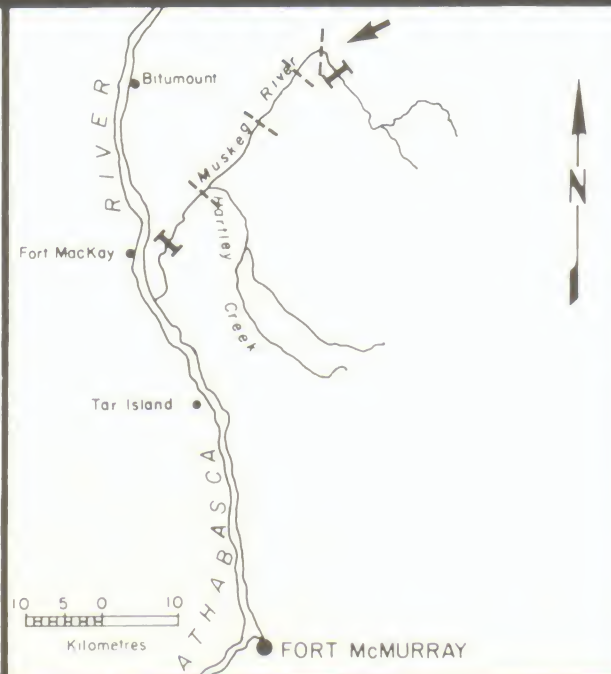 Bitumount
Muskeg River
RIVER
N
Fort MacKay
Hartley
Creek
Tar Island
ATHABASCA
10 5 0 10
Kilometres
FORT McMURRAY